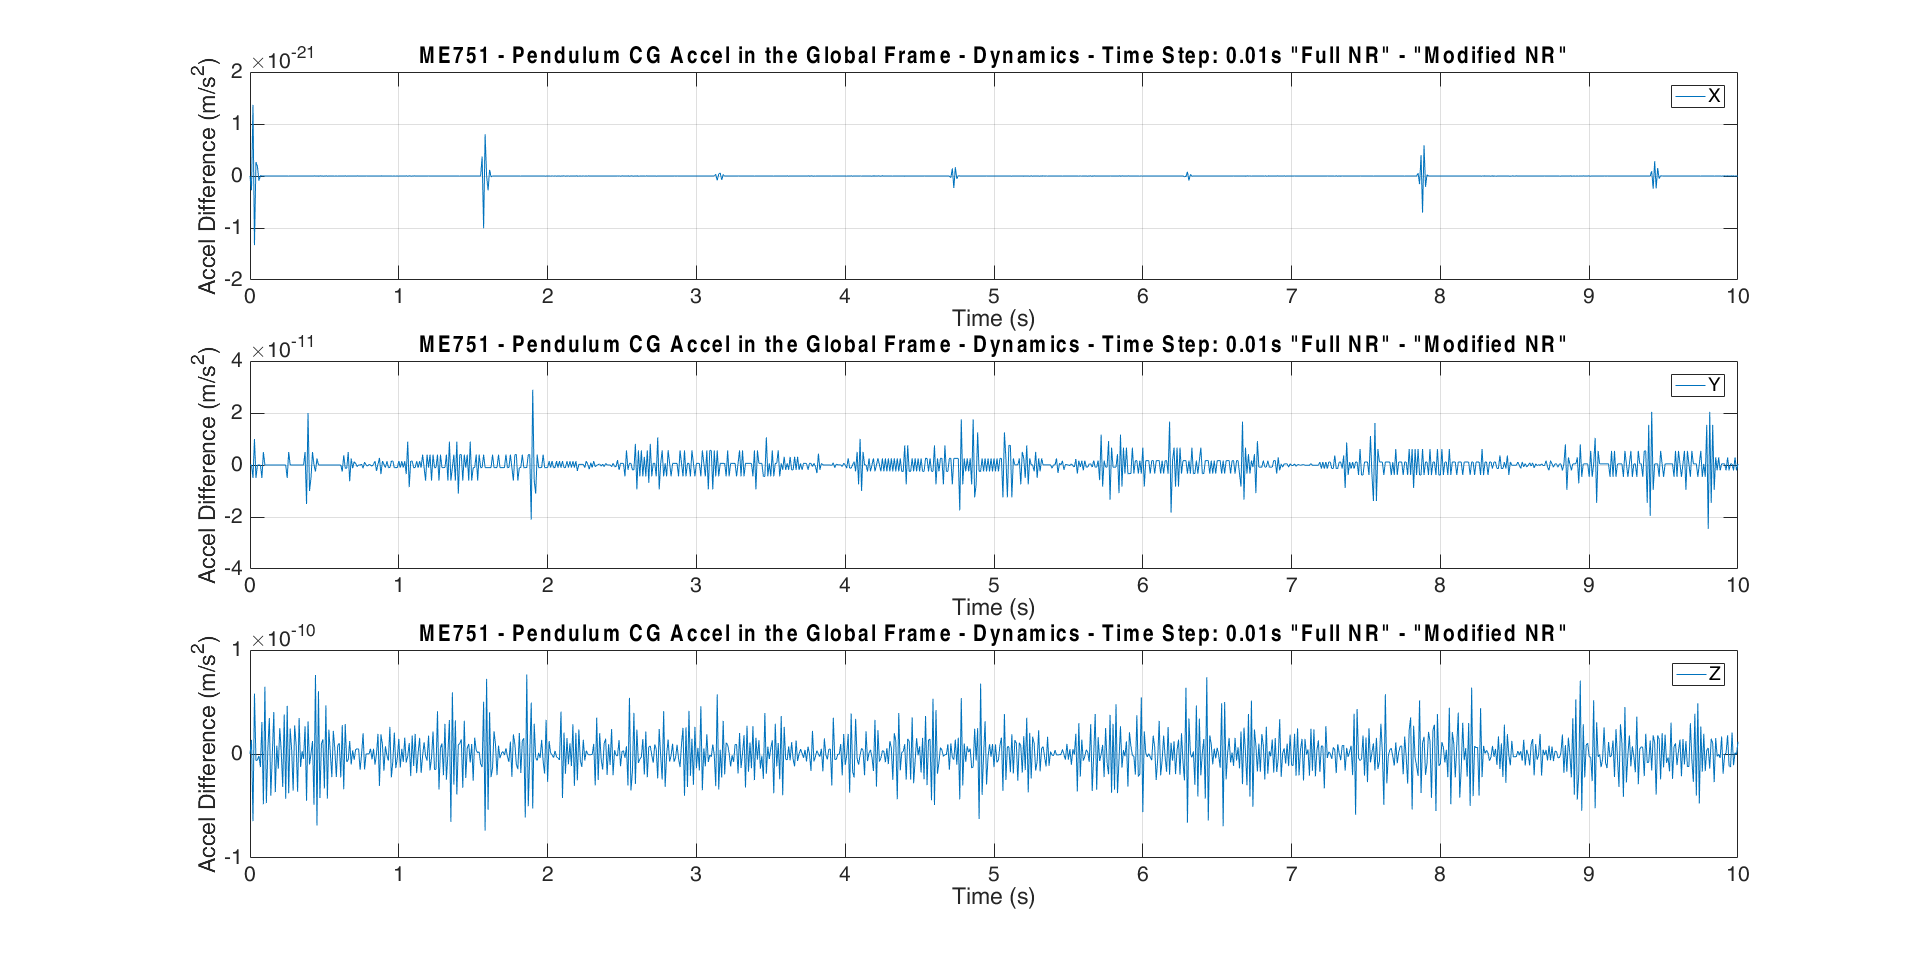 ME751 - Pendulum CG Accel in the Global Frame - Dynamics - Time Step: 0.01s "Full NR" - "Modified NR"
×10-21
2
1
0
-1
-2
Accel Difference (m/s2)
X
0 1 2 3 4 5 6 7 8 9 10
Time (s)
ME751 - Pendulum CG Accel in the Global Frame - Dynamics - Time Step: 0.01s "Full NR" - "Modified NR"
×10-11
4
2
0
-2
-4
Accel Difference (m/s2)
Y
0 1 2 3 4 5 6 7 8 9 10
Time (s)
ME751 - Pendulum CG Accel in the Global Frame - Dynamics - Time Step: 0.01s "Full NR" - "Modified NR"
×10-10
1
0
-1
Accel Difference (m/s2)
Z
0 1 2 3 4 5 6 7 8 9 10
Time (s)